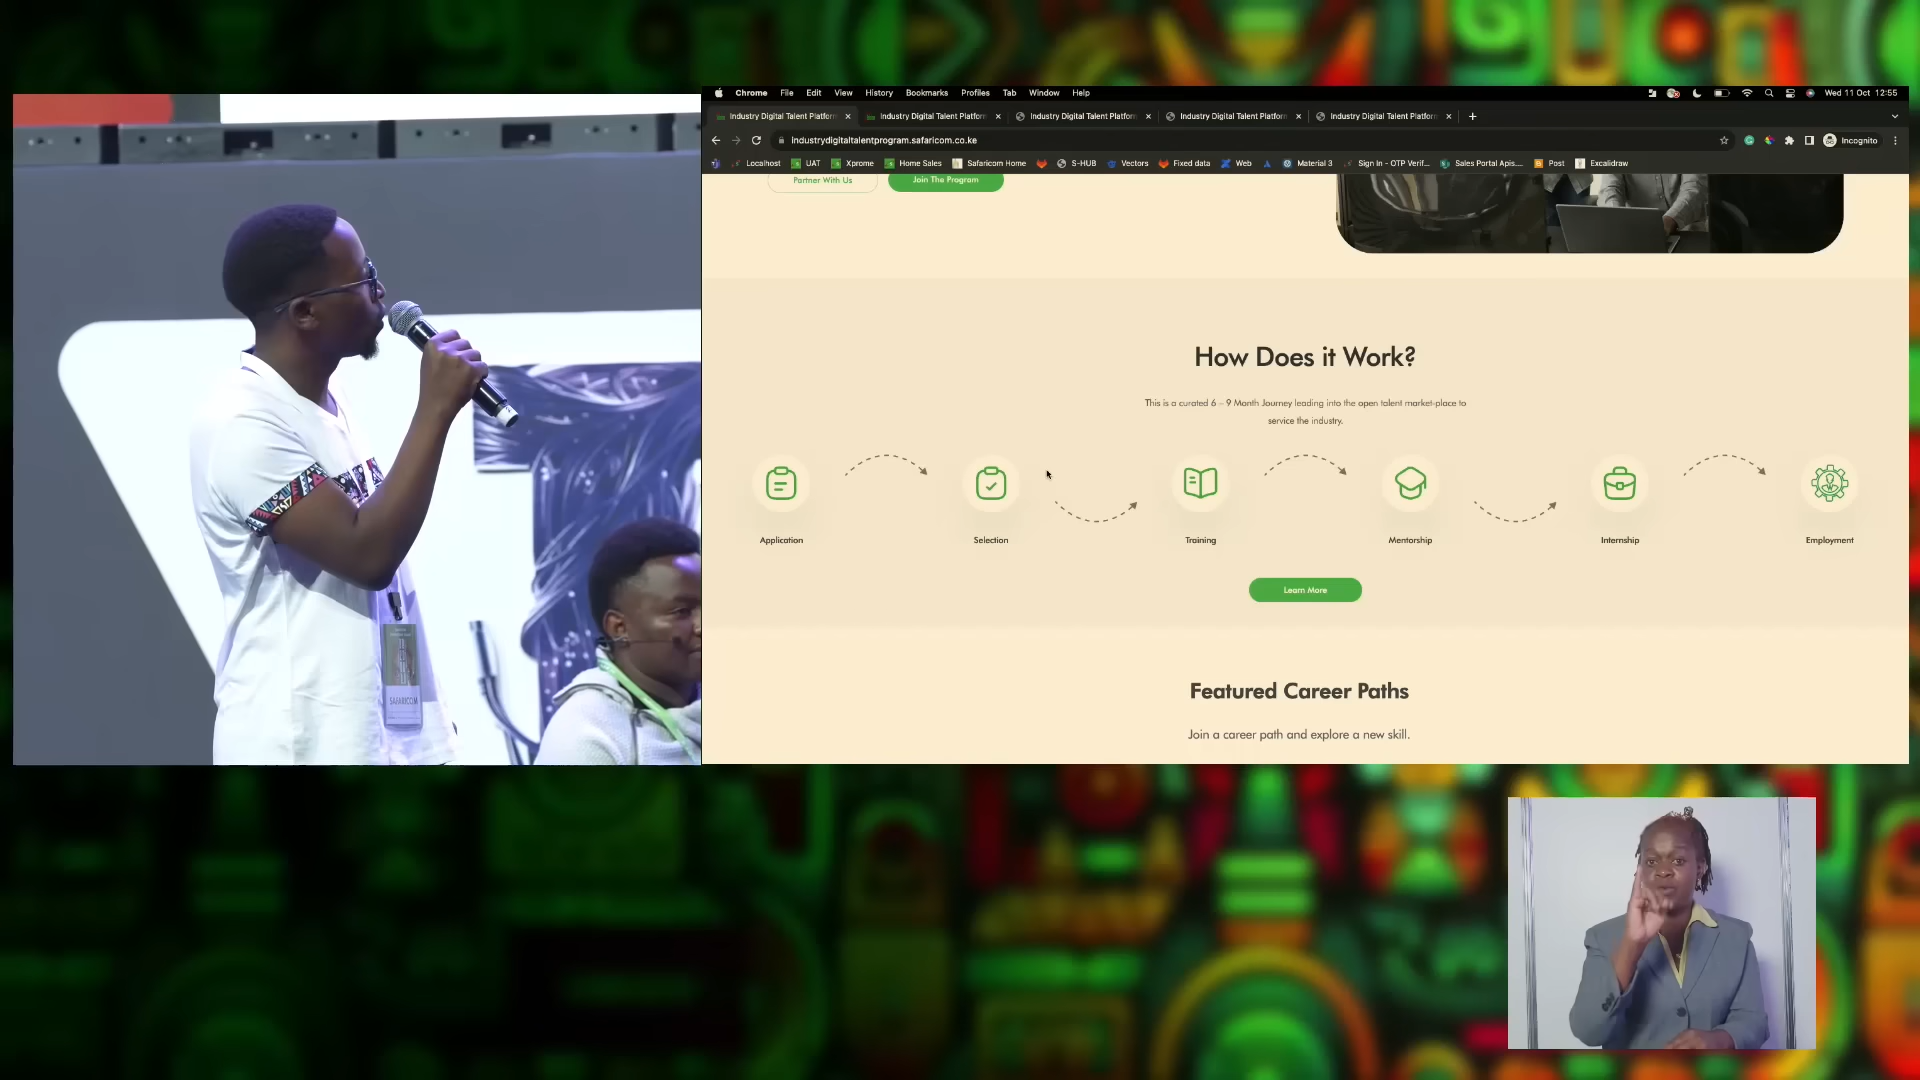 SAFARICOM
Chrome File Edit View History Bookmarks Profiles Tab Window Help
Wed 11 Oct 12:55
Industry Digital Talent Platform
Industry Digital Talent Platform
Industry Digital Talent Platform
Industry Digital Talent Platform
Industry Digital Talent Platform
industrydigitaltalentprogram.safaricom.co.ke
Incognito
Localhost UAT Xprome Home Sales Safaricom Home S-HUB Vectors Fixed data Web Material 3 Sign In - OTP Verif... Sales Portal Apis.... Post Excalidraw
Partner With Us
Join The Program
How Does it Work?
This is a curated 6 – 9 Month Journey leading into the open talent market-place to
service the industry.
Application
Selection
Training
Mentorship
Internship
Employment
Learn More
Featured Career Paths
Join a career path and explore a new skill.